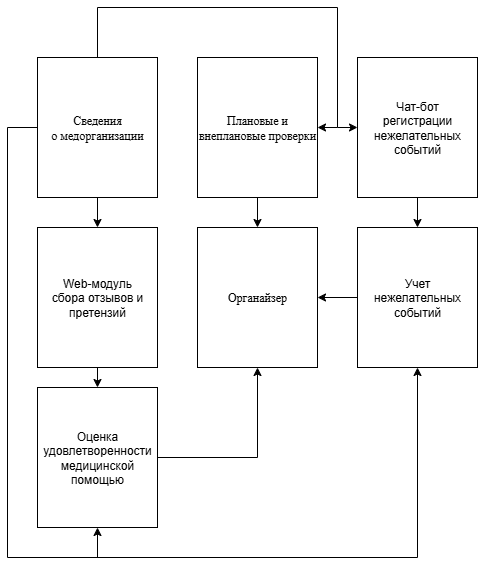 Сведения
о медорганизации
Плановые и
внеплановые проверки
Чат-бот
регистрации
нежелательных
событий
Web-модуль
сбора отзывов и
претензий
Органайзер
Учет
нежелательных
событий
Оценка
удовлетворенности
медицинской
помощью